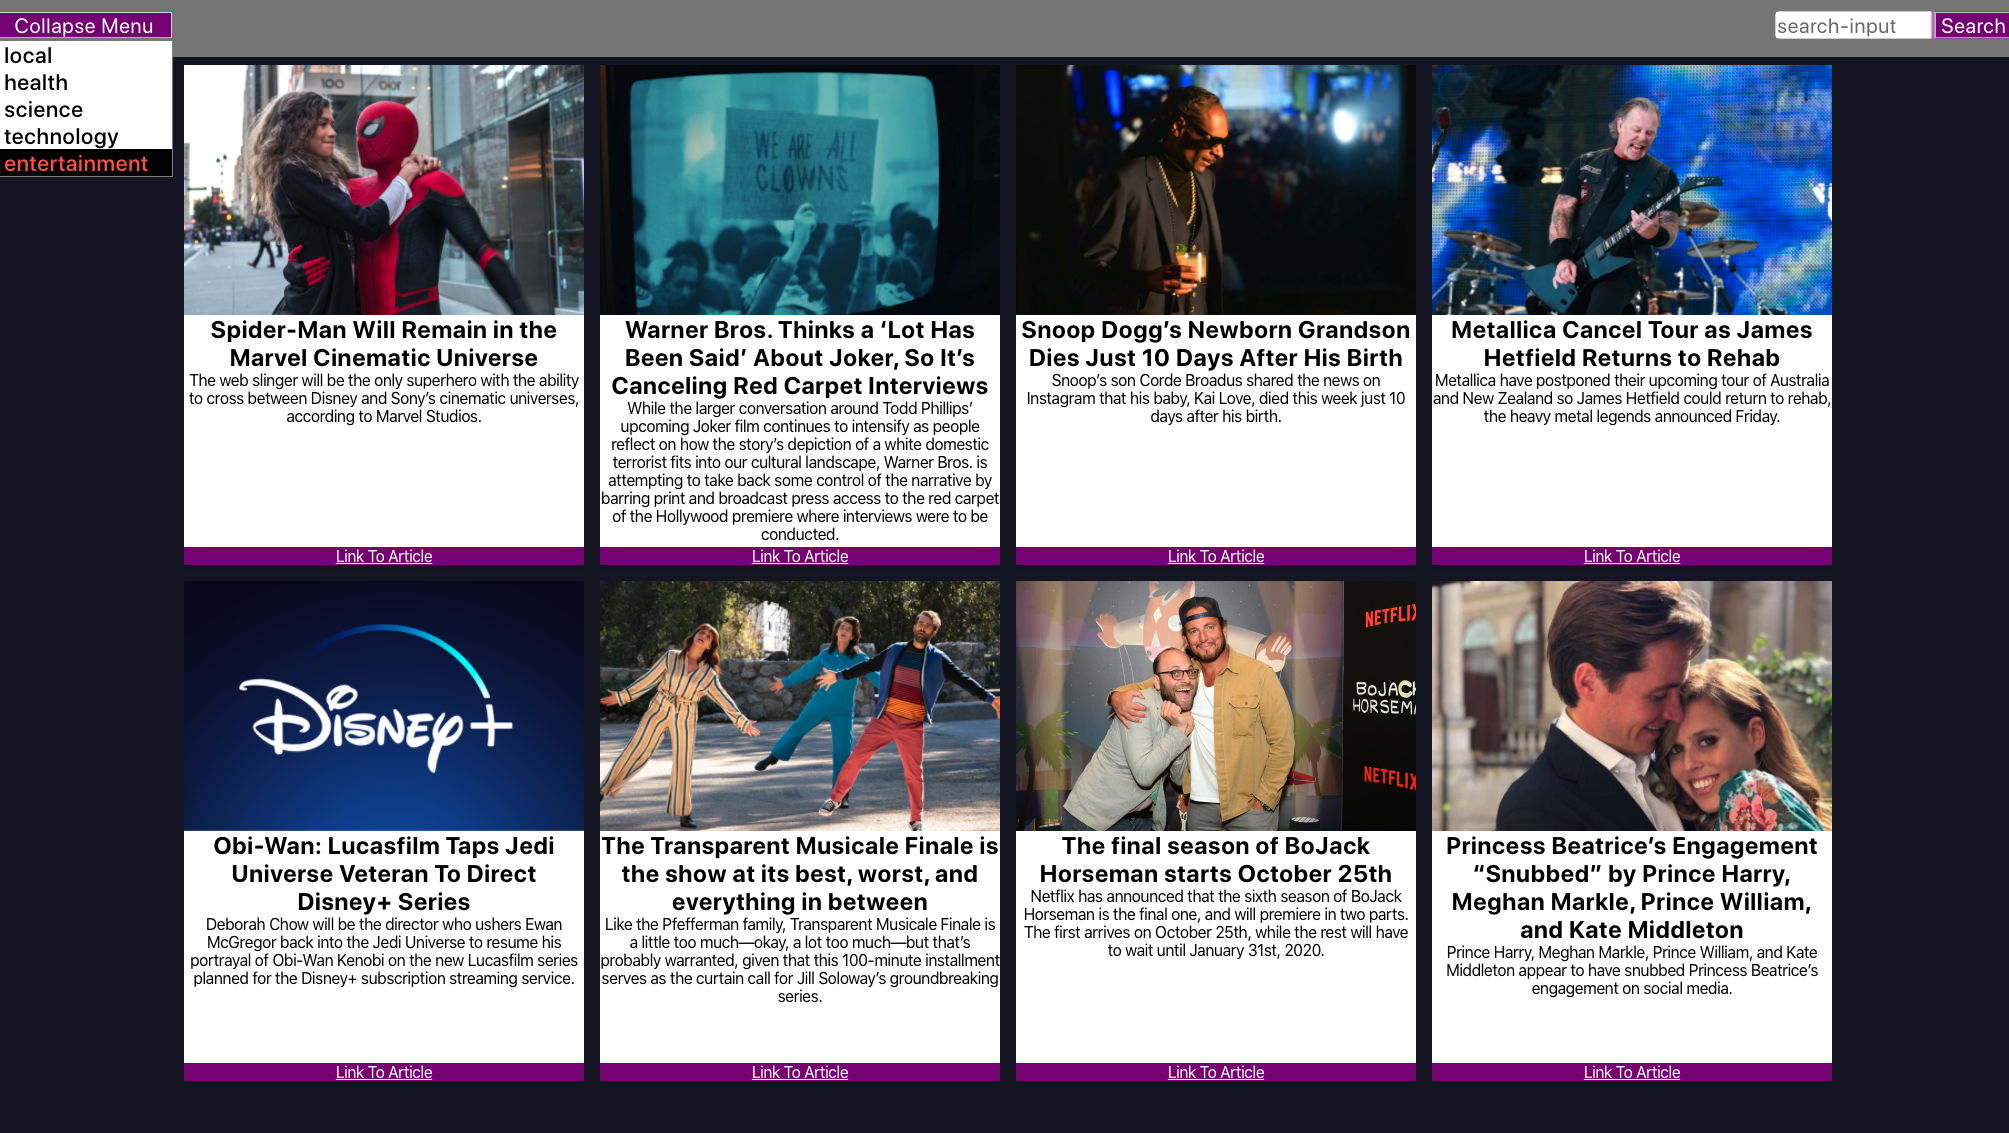 Collapse Menu
search-input
Search
local
health
science
technology
entertainment
100
WE ARE ALL
CLOWNS
Spider-Man Will Remain in the
Marvel Cinematic Universe
The web slinger will be the only superhero with the ability
to cross between Disney and Sony’s cinematic universes,
according to Marvel Studios.
Link To Article
Warner Bros. Thinks a ‘Lot Has
Been Said’ About Joker, So It’s
Canceling Red Carpet Interviews
While the larger conversation around Todd Phillips’
upcoming Joker film continues to intensify as people
reflect on how the story’s depiction of a white domestic
terrorist fits into our cultural landscape, Warner Bros. is
attempting to take back some control of the narrative by
barring print and broadcast press access to the red carpet
of the Hollywood premiere where interviews were to be
conducted.
Link To Article
Snoop Dogg’s Newborn Grandson
Dies Just 10 Days After His Birth
Snoop’s son Corde Broadus shared the news on
Instagram that his baby, Kai Love, died this week just 10
days after his birth.
Link To Article
Metallica Cancel Tour as James
Hetfield Returns to Rehab
Metallica have postponed their upcoming tour of Australia
and New Zealand so James Hetfield could return to rehab,
the heavy metal legends announced Friday.
Link To Article
Disney+
Obi-Wan: Lucasfilm Taps Jedi
Universe Veteran To Direct
Disney+ Series
Deborah Chow will be the director who ushers Ewan
McGregor back into the Jedi Universe to resume his
portrayal of Obi-Wan Kenobi on the new Lucasfilm series
planned for the Disney+ subscription streaming service.
Link To Article
The Transparent Musicale Finale is
the show at its best, worst, and
everything in between
Like the Pfefferman family, Transparent Musicale Finale is
a little too much—okay, a lot too much—but that’s
probably warranted, given that this 100-minute installment
serves as the curtain call for Jill Soloway’s groundbreaking
series.
Link To Article
NETFLIX
BOJACK
HORSEMA
NETFLIX
The final season of BoJack
Horseman starts October 25th
Netflix has announced that the sixth season of BoJack
Horseman is the final one, and will premiere in two parts.
The first arrives on October 25th, while the rest will have
to wait until January 31st, 2020.
Link To Article
Princess Beatrice’s Engagement
“Snubbed” by Prince Harry,
Meghan Markle, Prince William,
and Kate Middleton
Prince Harry, Meghan Markle, Prince William, and Kate
Middleton appear to have snubbed Princess Beatrice’s
engagement on social media.
Link To Article